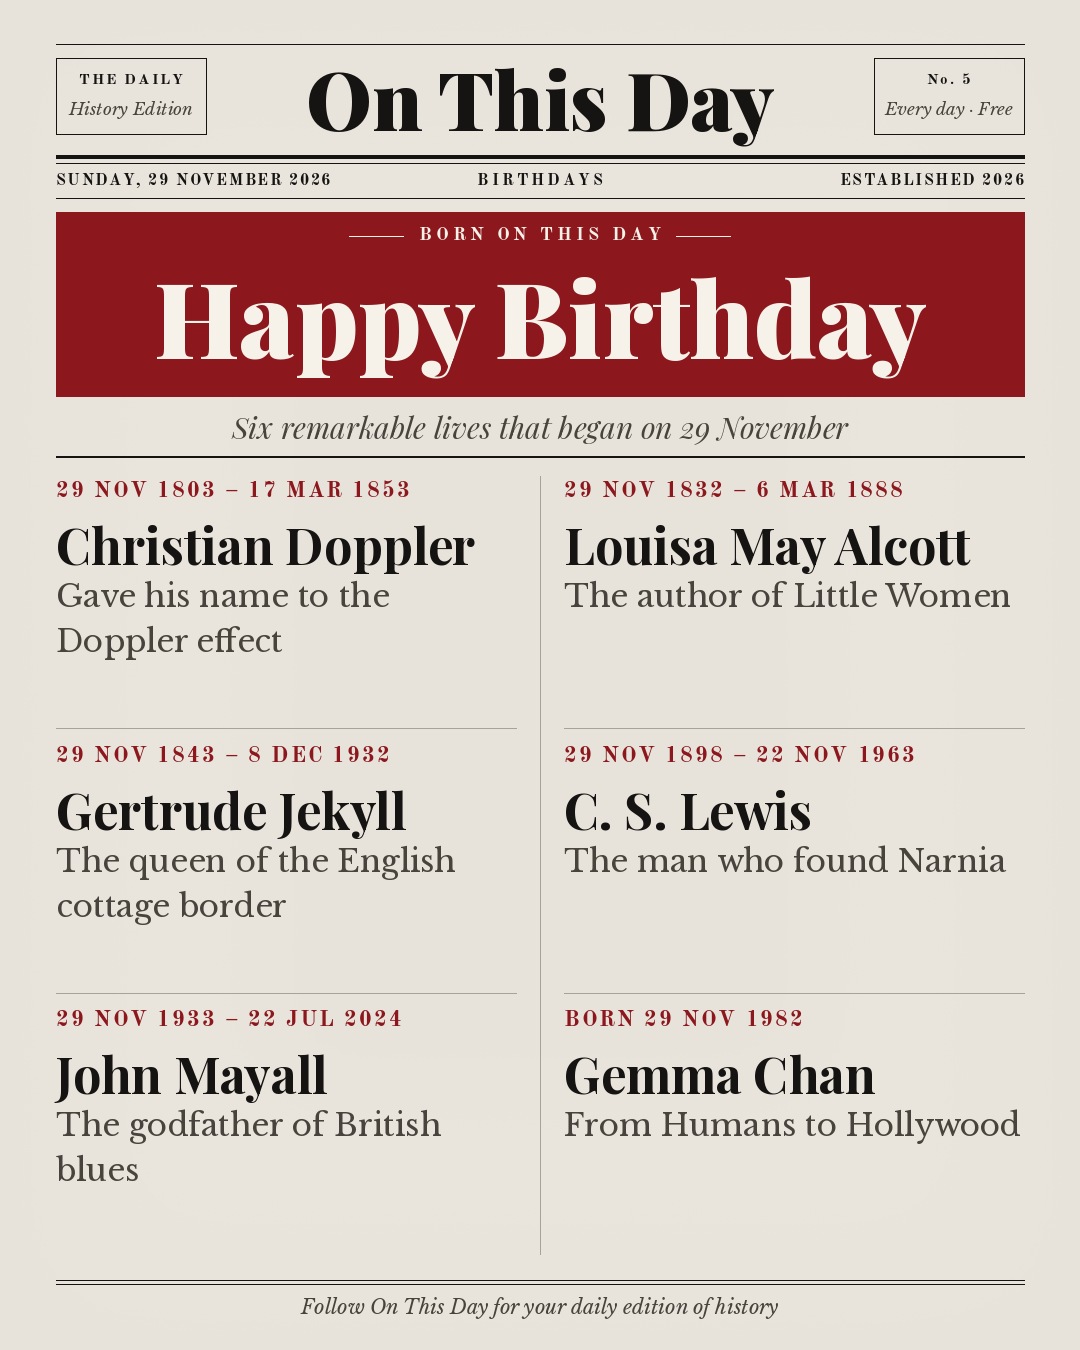 THE DAILY
History Edition
On This Day
No. 5
Every day · Free
SUNDAY, 29 NOVEMBER 2026
BIRTHDAYS
ESTABLISHED 2026
BORN ON THIS DAY
Happy Birthday
Six remarkable lives that began on 29 November
29 NOV 1803 – 17 MAR 1853
Christian Doppler
Gave his name to the
Doppler effect
29 NOV 1832 – 6 MAR 1888
Louisa May Alcott
The author of Little Women
29 NOV 1843 – 8 DEC 1932
Gertrude Jekyll
The queen of the English
cottage border
29 NOV 1898 – 22 NOV 1963
C. S. Lewis
The man who found Narnia
29 NOV 1933 – 22 JUL 2024
John Mayall
The godfather of British
blues
BORN 29 NOV 1982
Gemma Chan
From Humans to Hollywood
Follow On This Day for your daily edition of history